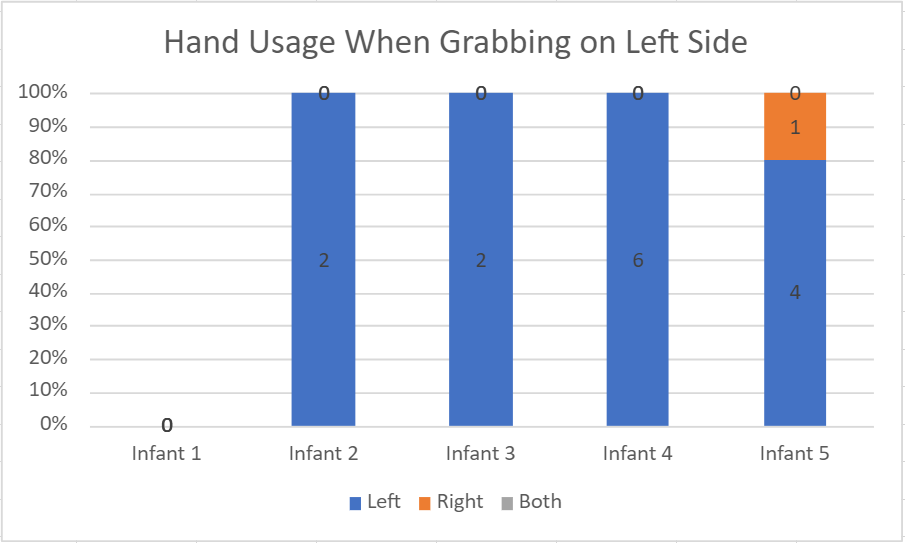 Hand Usage When Grabbing on Left Side
100% 0 0 0 0
90% 1
80%
70%
60%
50% 2 2 6
40% 4
30%
20%
10%
0% 0
Infant 1 Infant 2 Infant 3 Infant 4 Infant 5
Left Right Both